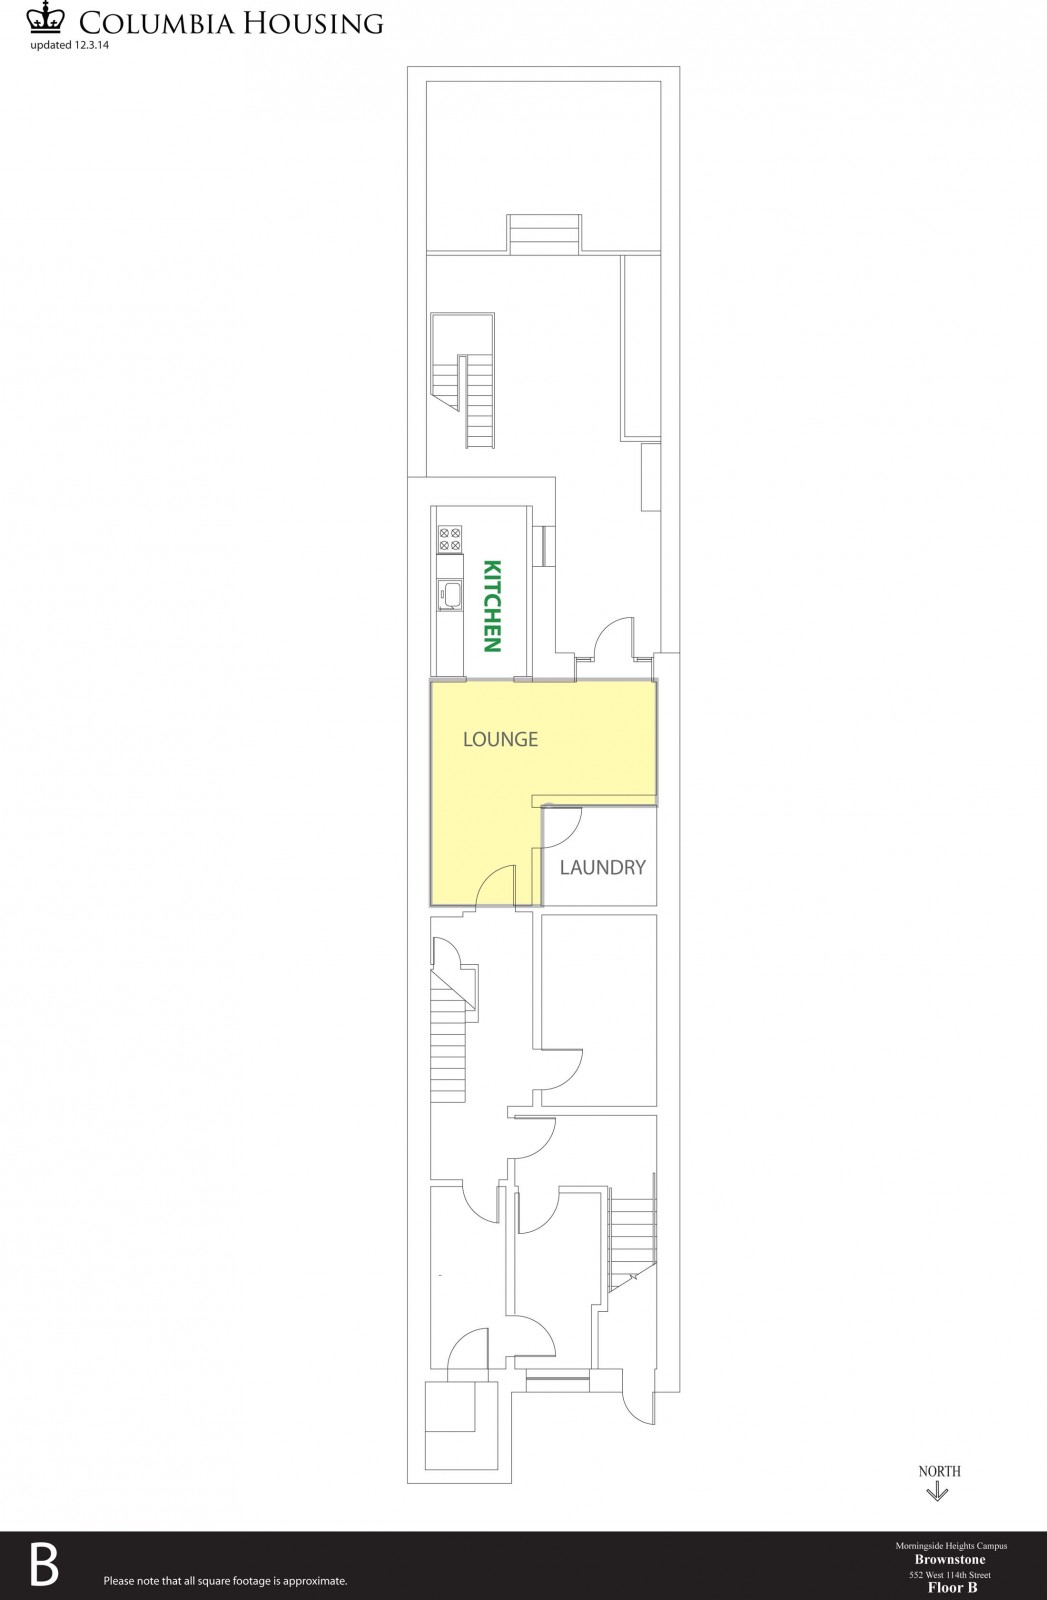 COLUMBIA HOUSING
updated 12.3.14
KITCHEN
LOUNGE
LAUNDRY
NORTH
B
Please note that all square footage is approximate.
Morningside Heights Campus
Brownstone
552 West 114th Street
Floor B